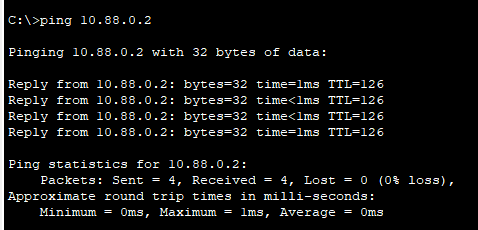 C:\>ping 10.88.0.2
Pinging 10.88.0.2 with 32 bytes of data:
Reply from 10.88.0.2: bytes=32 time=1ms TTL=126
Reply from 10.88.0.2: bytes=32 time<1ms TTL=126
Reply from 10.88.0.2: bytes=32 time<1ms TTL=126
Reply from 10.88.0.2: bytes=32 time=1ms TTL=126
Ping statistics for 10.88.0.2:
    Packets: Sent = 4, Received = 4, Lost = 0 (0% loss),
Approximate round trip times in milli-seconds:
    Minimum = 0ms, Maximum = 1ms, Average = 0ms